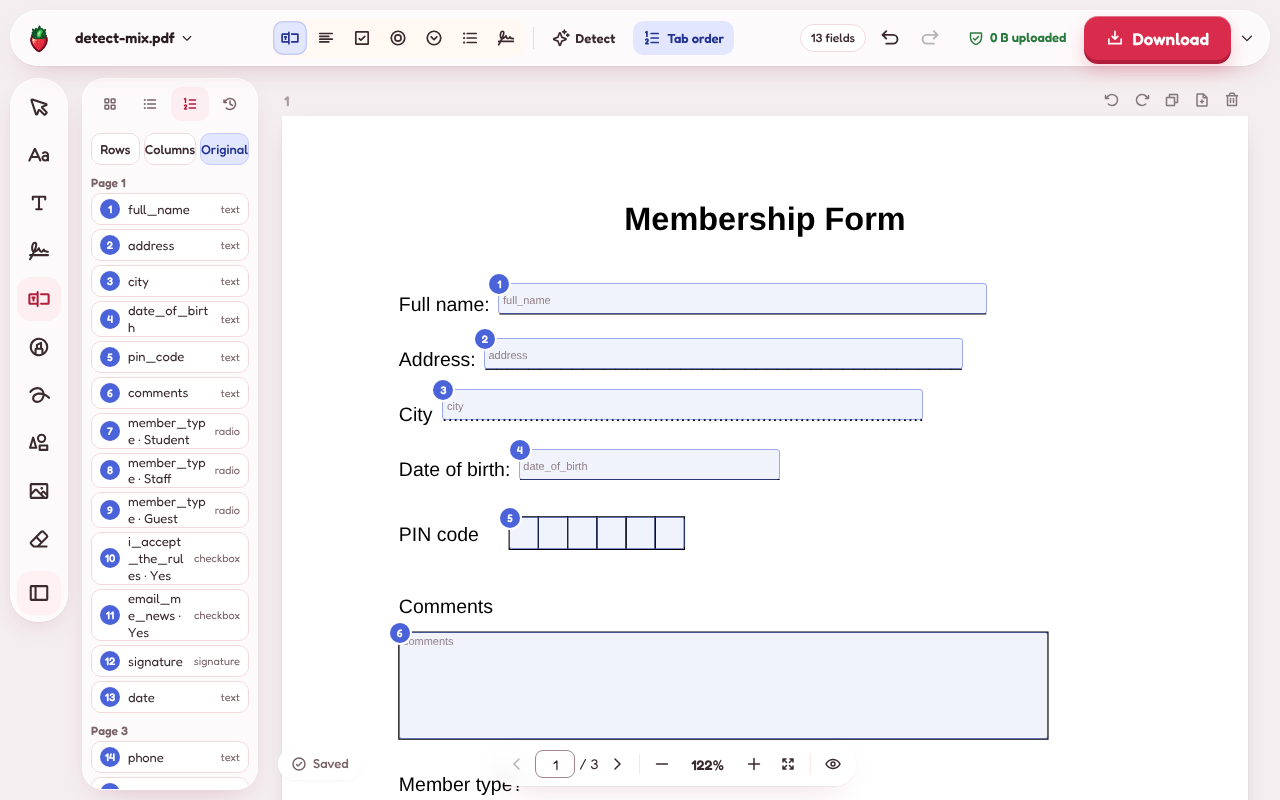 detect-mix.pdf
Detect
Tab order
13 fields
0 B uploaded
Download
Aa
Rows
Columns
Original
Page 1
1 full_name text
2 address text
3 city text
4 date_of_birt
h text
5 pin_code text
6 comments text
7 member_typ
e · Student radio
8 member_typ
e · Staff radio
9 member_typ
e · Guest radio
10 i_accept
_the_rul
es · Yes checkbox
11 email_m
e_news ·
Yes checkbox
12 signature signature
13 date text
Page 3
14 phone text
1
Membership Form
Full name: 1 full_name
Address: 2 address
City 3 city
Date of birth: 4 date_of_birth
PIN code 5
Comments
6 comments
Member type:
Saved
1 / 3
122%